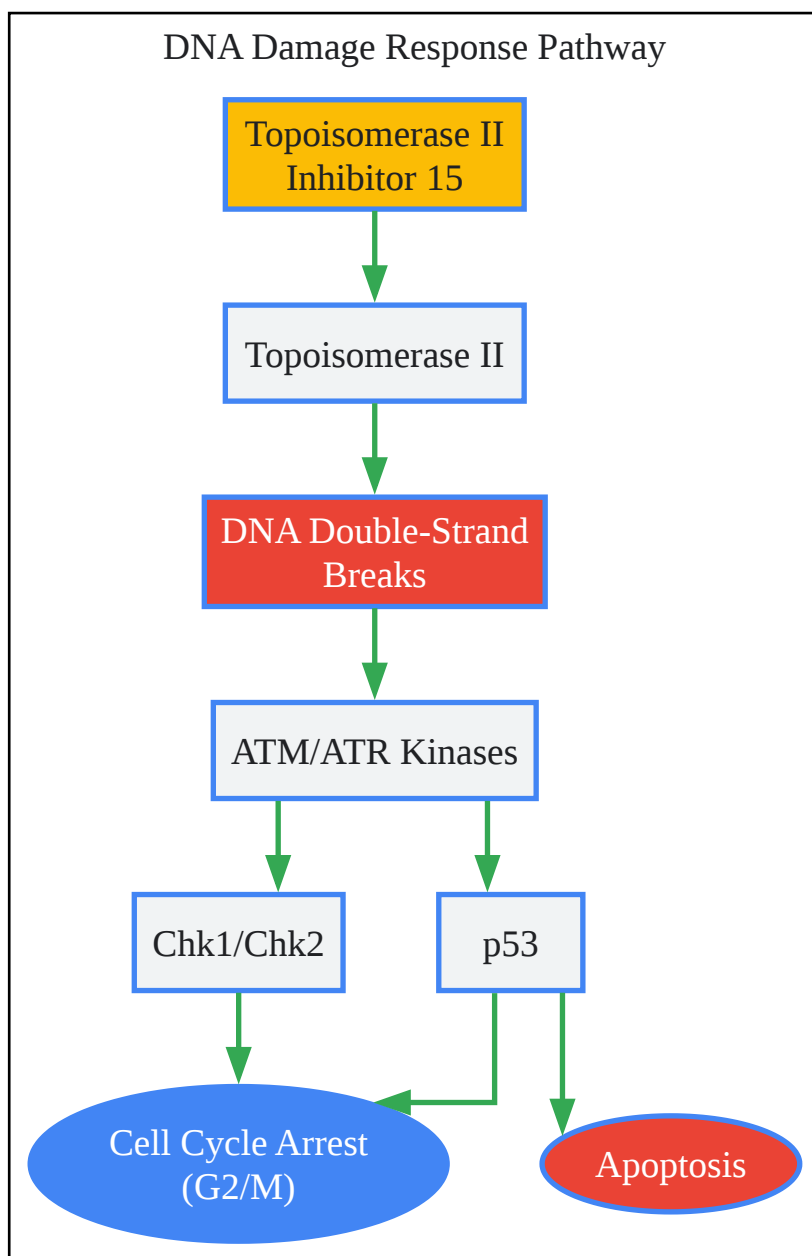 DNA Damage Response Pathway
Topoisomerase II
Inhibitor 15
Topoisomerase II
DNA Double-Strand
Breaks
ATM/ATR Kinases
Chk1/Chk2
p53
Cell Cycle Arrest
(G2/M)
Apoptosis